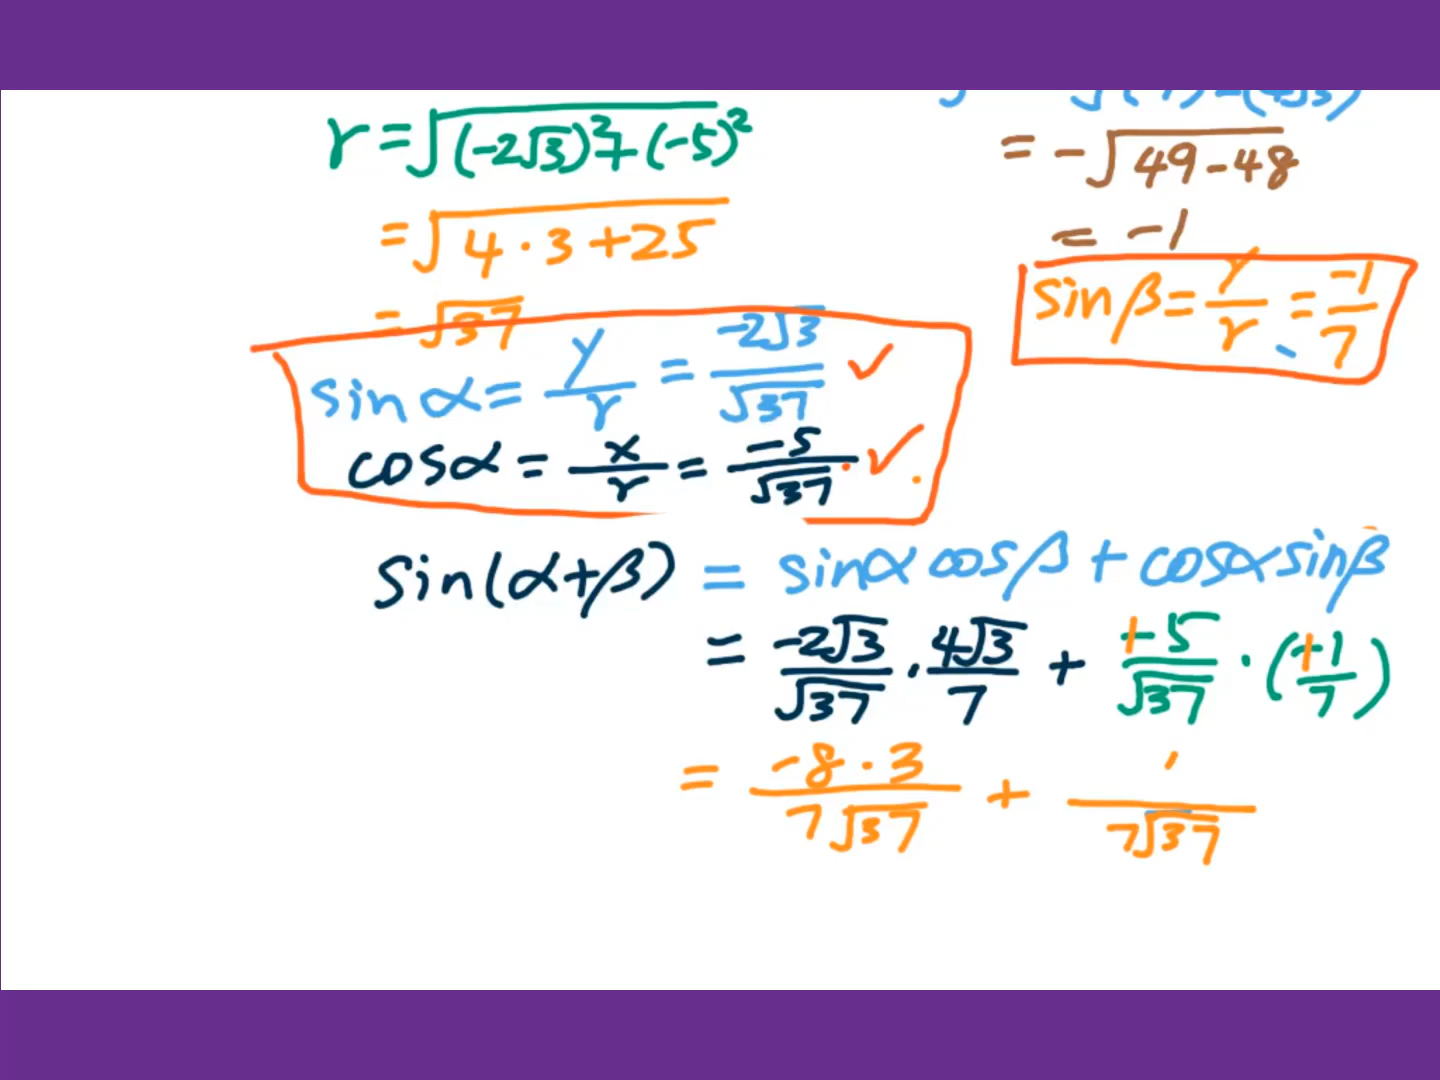 r = √((-2√3)² + (-5)²)
= √(4 · 3 + 25)
= √37
sin α = y/r = -2√3/√37 ✓
cos α = x/r = -5/√37 ✓
= -√(49 - 48)
= -1
sin β = y/r = -1/7
sin(α+β) = sin α cos β + cos α sin β
= -2√3/√37 · 4√3/7 + +5/√37 · (+1/7)
= -8 · 3/7√37 + /7√37